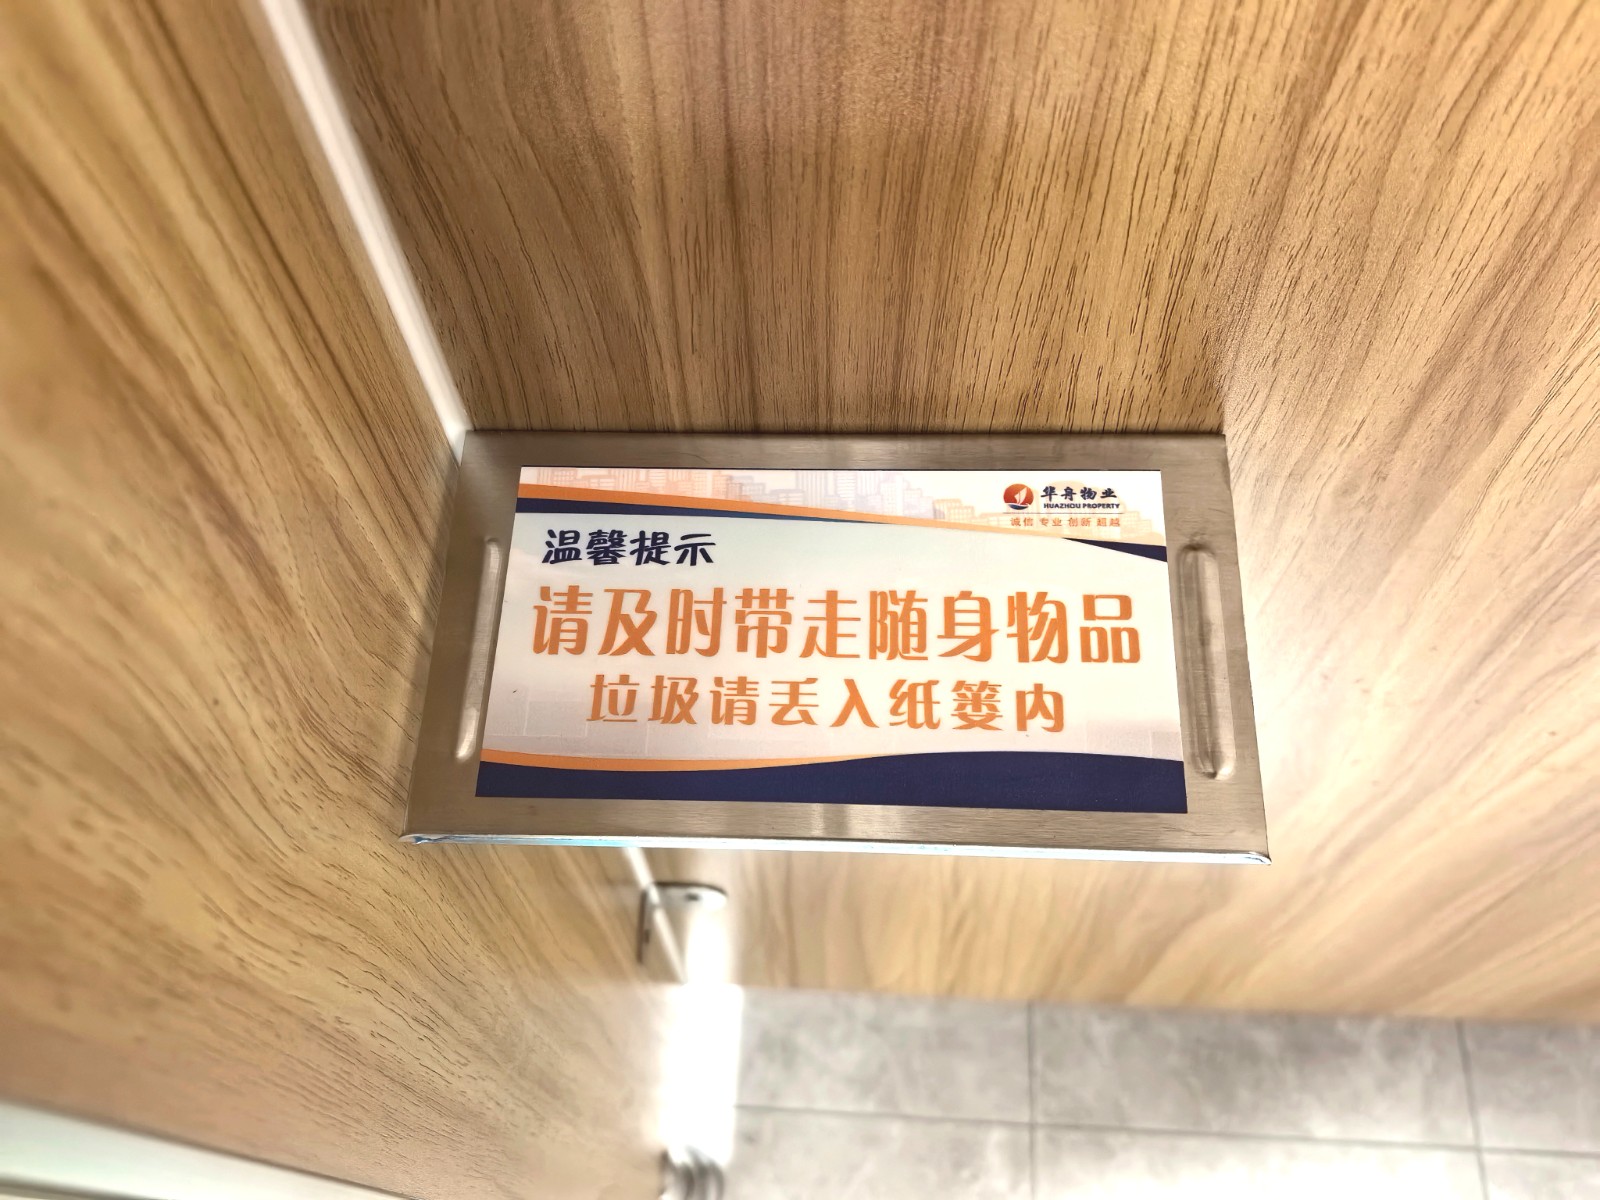 华舟物业
HUAZHOU PROPERTY
诚信 专业 创新 超越
温馨提示
请及时带走随身物品
垃圾请丢入纸篓内